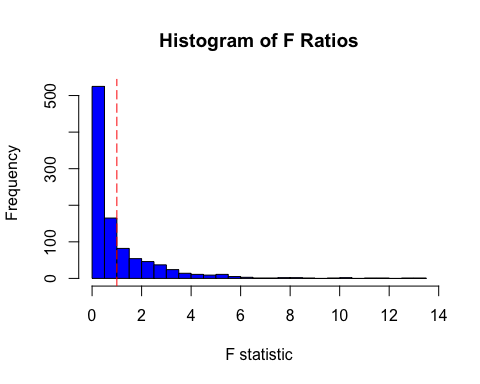 Histogram of F Ratios
Frequency
500
300
100
0
0 2 4 6 8 10 12 14
F statistic